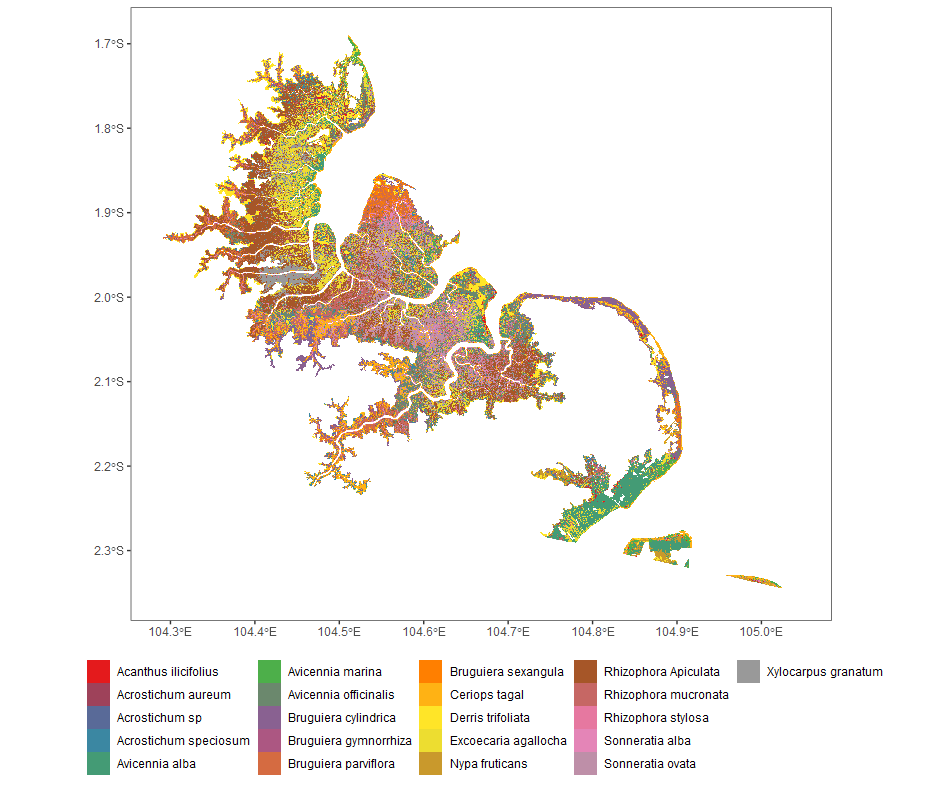 1.7°S
1.8°S
1.9°S
2.0°S
2.1°S
2.2°S
2.3°S
104.3°E 104.4°E 104.5°E 104.6°E 104.7°E 104.8°E 104.9°E 105.0°E
Acanthus ilicifolius Avicennia marina Bruguiera sexangula Rhizophora Apiculata Xylocarpus granatum
Acrostichum aureum Avicennia officinalis Ceriops tagal Rhizophora mucronata
Acrostichum sp Bruguiera cylindrica Derris trifoliata Rhizophora stylosa
Acrostichum speciosum Bruguiera gymnorrhiza Excoecaria agallocha Sonneratia alba
Avicennia alba Bruguiera parviflora Nypa fruticans Sonneratia ovata